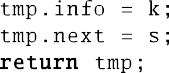 tmp.info = k;
tmp.next = s;
return tmp;